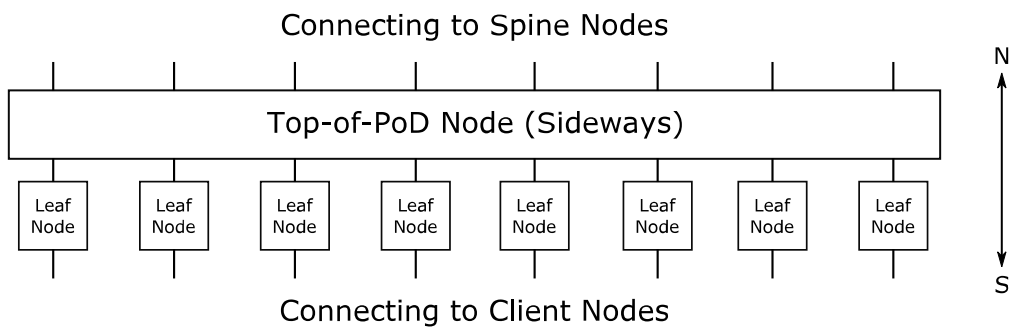 Connecting to Spine Nodes
N
Top-of-PoD Node (Sideways)
Leaf
Node
Leaf
Node
Leaf
Node
Leaf
Node
Leaf
Node
Leaf
Node
Leaf
Node
Leaf
Node
S
Connecting to Client Nodes